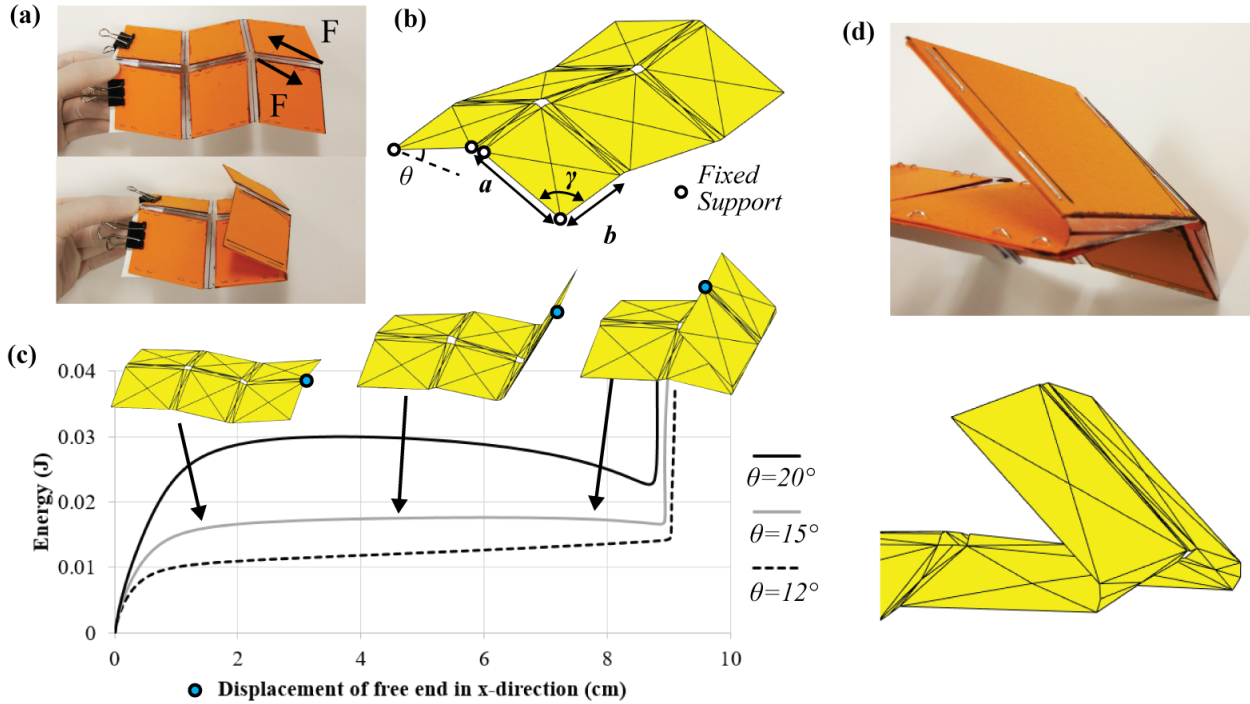 (a)
F
F
(b)
θ
a
γ
b
Fixed
Support
(d)
(c)
0.04
0.03
0.02
0.01
0
Energy (J)
0
2
4
6
8
10
Displacement of free end in x-direction (cm)
θ=20°
θ=15°
θ=12°